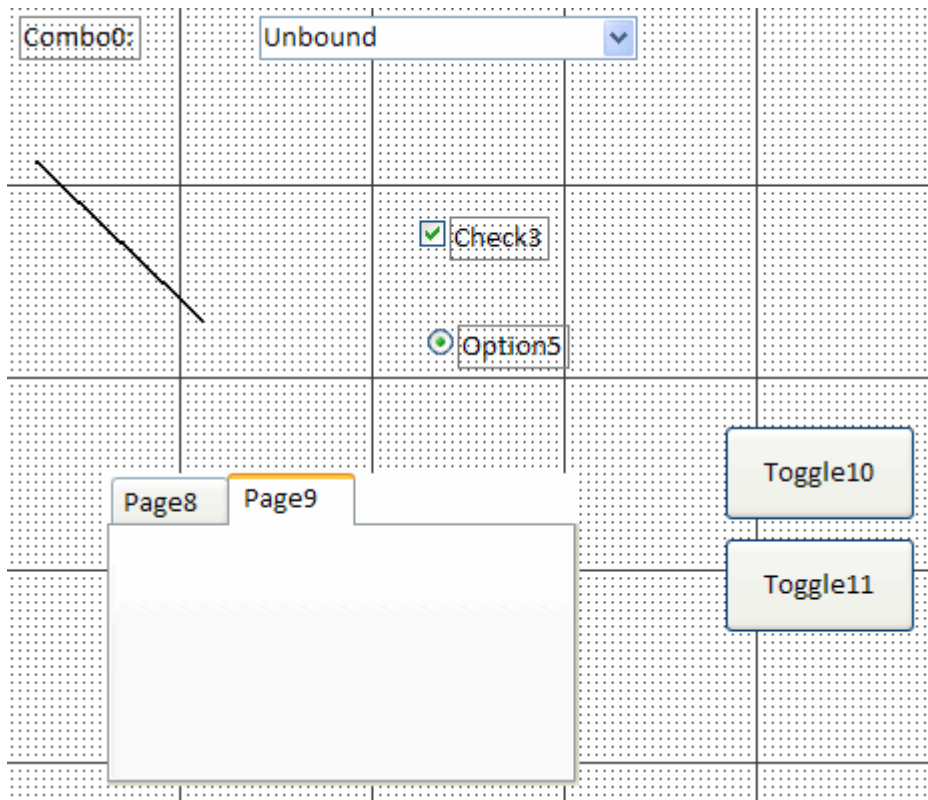 Combo0:
Unbound
Check3
Option5
Page8
Page9
Toggle10
Toggle11